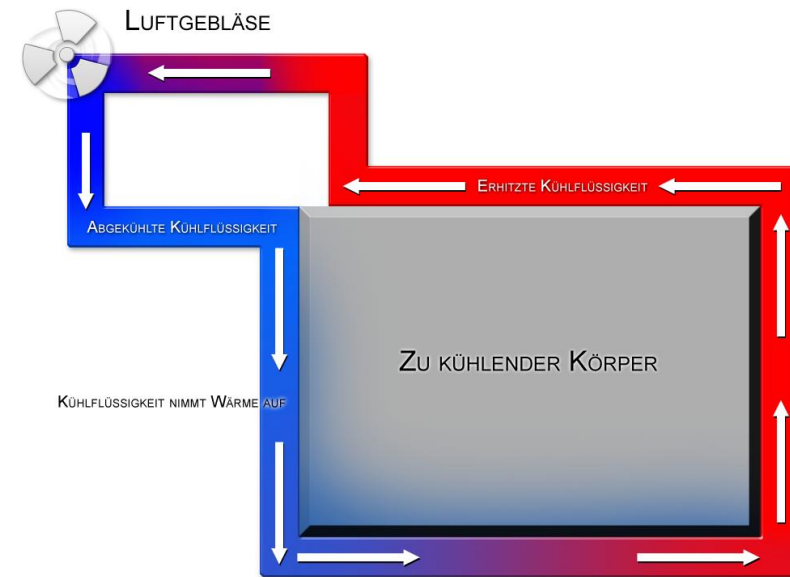 LUFTGEBLÄSE
ERHITZTE KÜHLFLÜSSIGKEIT
ABGEKÜHLTE KÜHLFLÜSSIGKEIT
ZU KÜHLENDER KÖRPER
KÜHLFLÜSSIGKEIT NIMMT WÄRME AUF